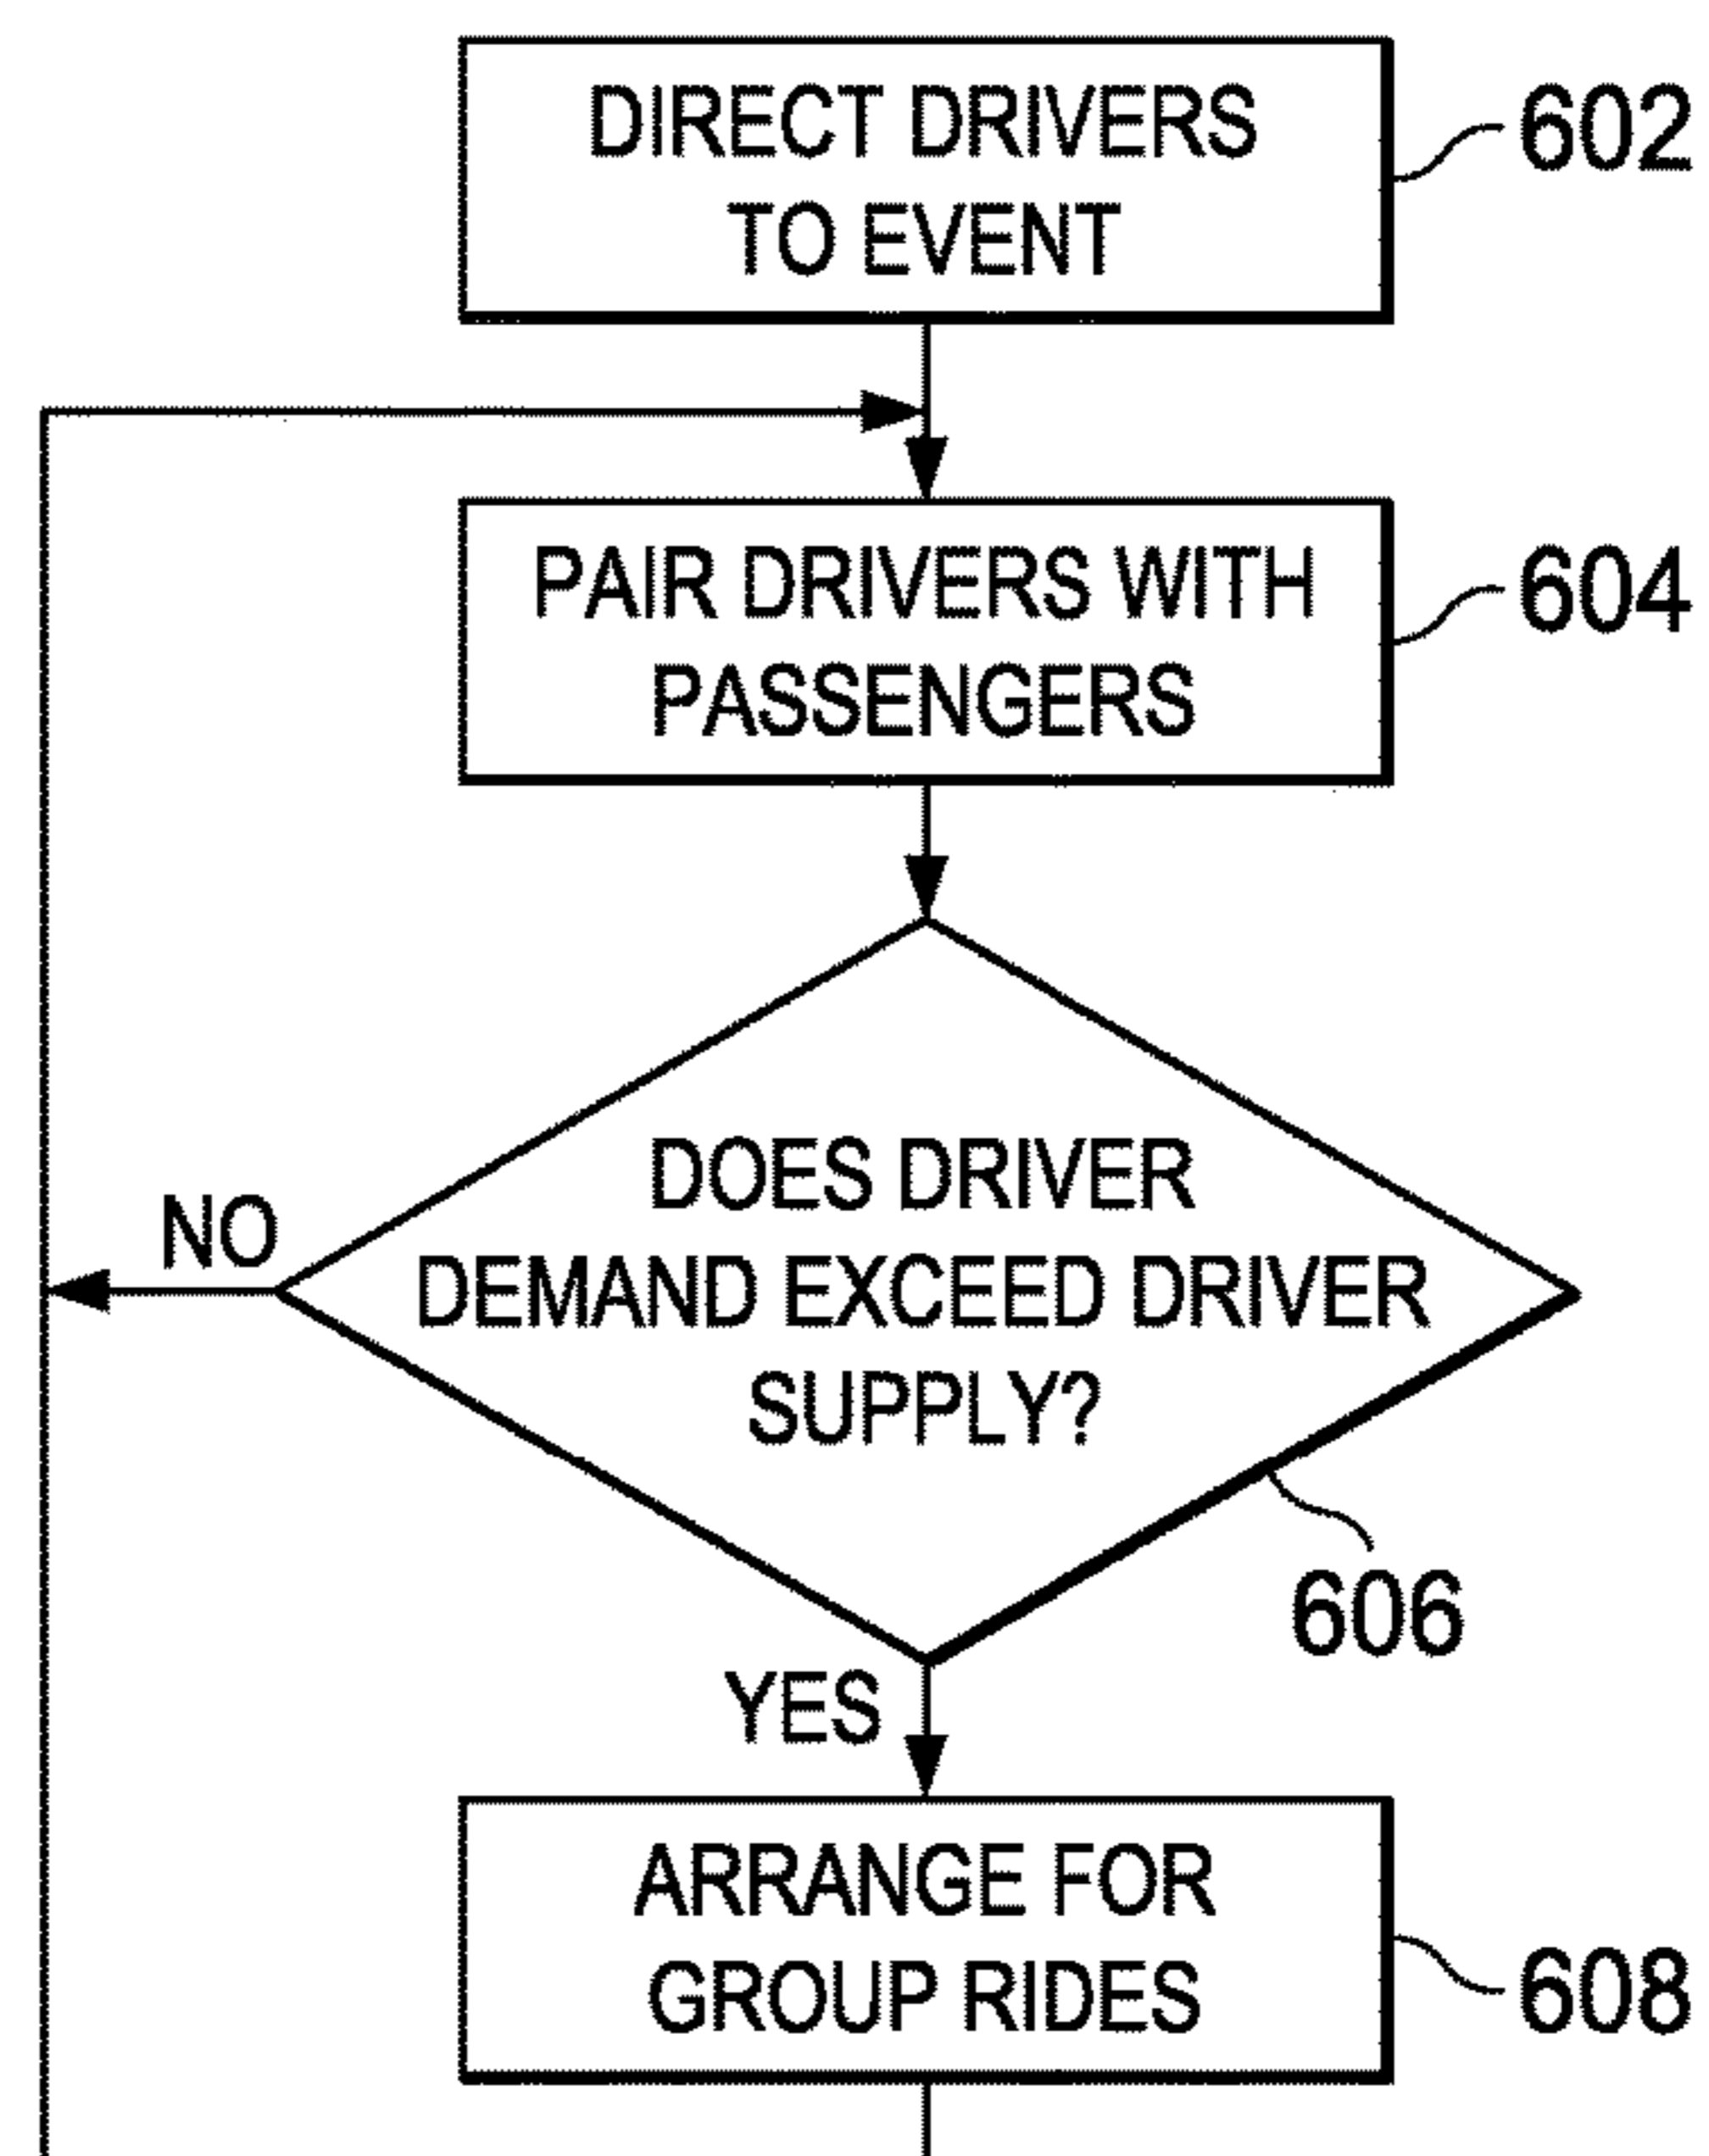 DIRECT DRIVERS
TO EVENT
602
PAIR DRIVERS WITH
PASSENGERS
604
DOES DRIVER
DEMAND EXCEED DRIVER
SUPPLY?
NO
606
YES
ARRANGE FOR
GROUP RIDES
608